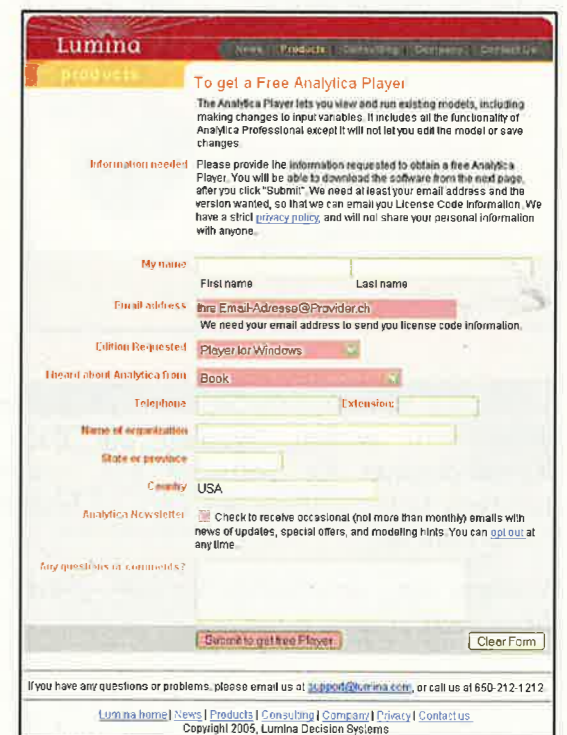 Lumina
News | Products | Consulting | Company | Contact Us
products
To get a Free Analytica Player
The Analytica Player lets you view and run existing models, including
making changes to input variables. It includes all the functionality of
Analytica Professional except it will not let you edit the model or save
changes.
Information needed
Please provide the information requested to obtain a free Analytica
Player. You will be able to download the software from the next page,
after you click "Submit". We need at least your email address and the
version wanted, so that we can email you License Code information. We
have a strict privacy policy, and will not share your personal information
with anyone.
My name
First name Last name
Email address Ihre Email-Adresse@Provider.ch
We need your email address to send you license code information.
Edition Requested Player for Windows
I heard about Analytica from Book
Telephone Extension:
Name of organization
State or province
Country USA
Analytica Newsletter Check to receive occasional (not more than monthly) emails with
news of updates, special offers, and modeling hints. You can opt out at
any time.
Any questions or comments?
Submit to get free Player Clear Form
If you have any questions or problems, please email us at support@lumina.com, or call us at 650-212-1212.
Lumina home | News | Products | Consulting | Company | Privacy | Contact us
Copyright 2005, Lumina Decision Systems